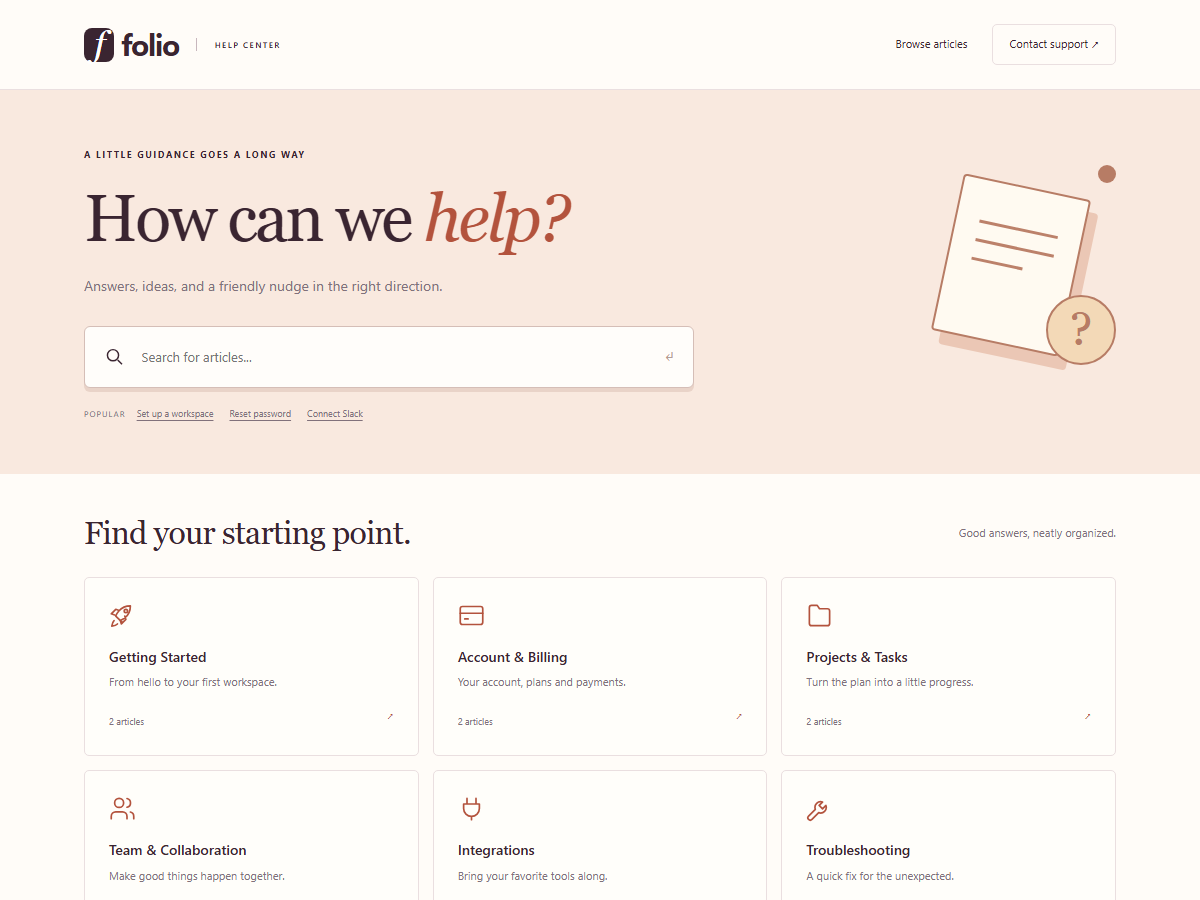 f folio HELP CENTER Browse articles Contact support ↗
A LITTLE GUIDANCE GOES A LONG WAY
How can we help?
Answers, ideas, and a friendly nudge in the right direction.
Search for articles... ↵
POPULAR Set up a workspace Reset password Connect Slack
?
Find your starting point.
Good answers, neatly organized.
Getting Started
From hello to your first workspace.
2 articles ↗
Account & Billing
Your account, plans and payments.
2 articles ↗
Projects & Tasks
Turn the plan into a little progress.
2 articles ↗
Team & Collaboration
Make good things happen together.
Integrations
Bring your favorite tools along.
Troubleshooting
A quick fix for the unexpected.